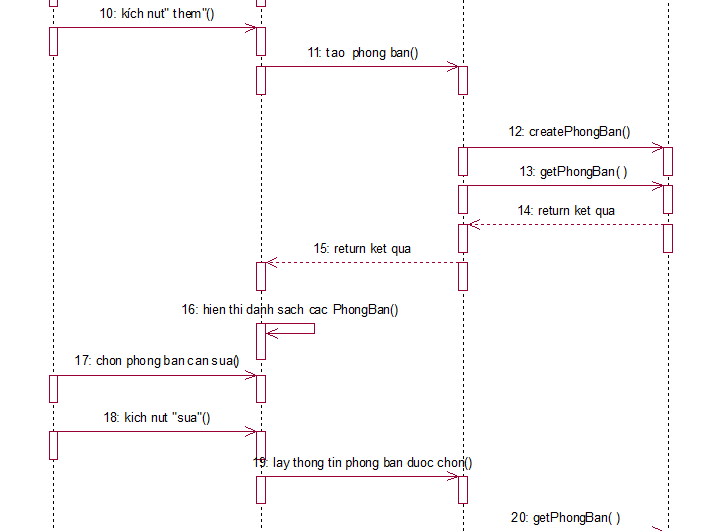 10: kích nut" them"()
11: tao phong ban()
12: createPhongBan()
13: getPhongBan( )
14: return ket qua
15: return ket qua
16: hien thi danh sach cac PhongBan()
17: chon phong ban can sua()
18: kich nut "sua"()
19: lay thong tin phong ban duoc chon()
20: getPhongBan( )